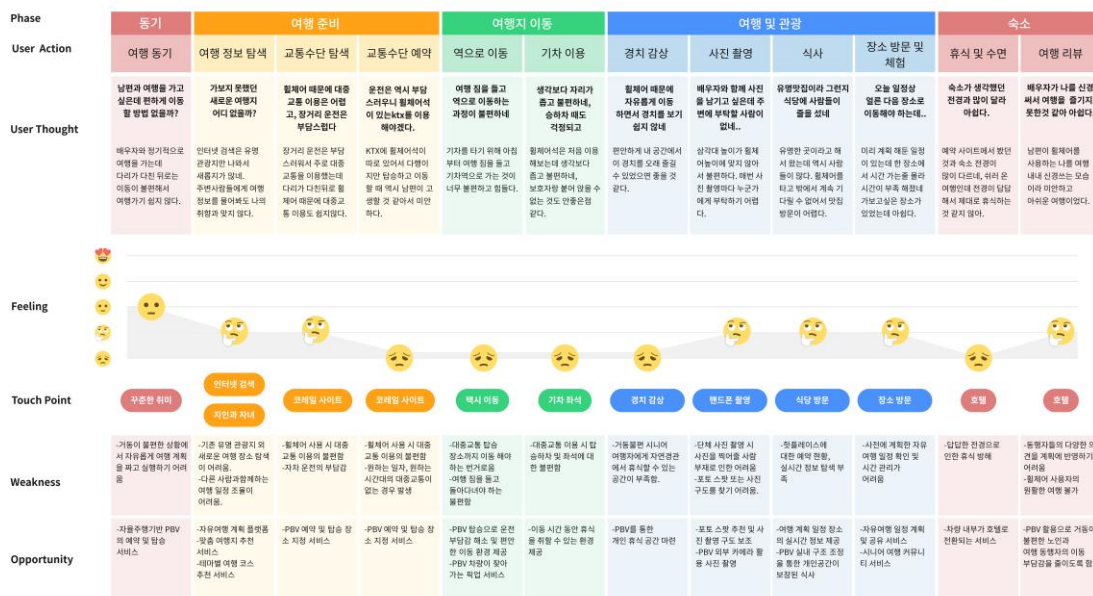 Phase
동기
여행 준비
여행지 이동
여행 및 관광
숙소
User Action
여행 동기
여행 정보 탐색
교통수단 탐색
교통수단 예약
역으로 이동
기차 이용
경치 감상
사진 촬영
식사
장소 방문 및
체험
휴식 및 수면
여행 리뷰
User Thought
남편과 여행을 가고
싶은데 편하게 이동
할 방법 없을까?
배우자와 정기적으로
여행을 가는데
다리가 다친 뒤로는
이동이 불편해서
여행가기 쉽지 않다.
가보지 못했던
새로운 여행지
어디 없을까?
인터넷 검색은 유명
관광지만 나와서
새롭지가 않네.
주변사람들에게 여행
정보를 물어봐도 나의
취향과 맞지 않다.
휠체어 때문에 대중
교통 이용은 어렵
고, 장거리 운전은
부담스럽다
장거리 운전은 부담
스러워서 주로 대중
교통을 이용했는데
다리가 다친뒤로 휠
체어 때문에 대중교
통 이용도 쉽지않다.
운전은 역시 부담
스러우니 휠체어석
이 있는ktx를 이용
해야겠다.
KTX에 휠체어석이
따로 있어서 다행이
지만 탑승하고 이동
할 때 역시 남편이 고
생할 것 같아서 미안
하다.
여행 짐을 들고
역으로 이동하는
과정이 불편하네
기차를 타기 위해 아침
부터 여행 짐을 들고
기차역으로 가는 것이
너무 불편하고 힘들다.
생각보다 자리가
좁고 불편하네,
승하차 때도
걱정되고
휠체어석은 처음 이용
해보는데 생각보다
좁고 불편하네,
보호자랑 붙어 앉을 수
없는 것도 안좋은점
같다.
휠체어 때문에
자유롭게 이동
하면서 경치를 보기
쉽지 않네
편안하게 내 공간에서
이 경치를 오래 즐길
수 있었으면 좋을 것
같다.
배우자와 함께 사진
을 남기고 싶은데 주
변에 부탁할 사람이
없네..
삼각대 높이가 휠체
어높이에 맞지 않아
서 불편하다. 매번 사
진 촬영마다 누군가
에게 부탁하기 어렵
다.
유명맛집이라 그런지
식당에 사람들이
줄을 섰네
유명한 곳이라고 해
서 왔는데 역시 사람
들이 많다. 휠체어를
타고 밖에서 계속 기
다릴 수 없어서 맛집
방문이 어렵다.
오늘 일정상
얼른 다음 장소로
이동해야 하는데..
미리 계획 해둔 일정
이 있는데 한 장소에
서 시간 가는줄 몰라
시간이 부족 해졌네
가보고싶은 장소가
있었는데 아쉽다.
숙소가 생각했던
전경과 많이 달라
아쉽다.
예약 사이트에서 봤던
것과 숙소 전경이
많이 다르네, 쉬러 온
여행인데 전경이 답답
해서 제대로 휴식하는
것 같지 않아.
배우자가 나를 신경
써서 여행을 즐기지
못한것 같아 아쉽다.
남편이 휠체어를
사용하는 나를 여행
내내 신경쓰는 모습
이라 미안하고
아쉬운 여행이었다.
Feeling
Touch Point
꾸준한 취미
인터넷 검색
지인과 자녀
코레일 사이트
코레일 사이트
택시 이동
기차 좌석
경치 감상
핸드폰 촬영
식당 방문
장소 방문
호텔
호텔
Weakness
-거동이 불편한 상황에
서 자유롭게 여행 계획
을 짜고 실행하기 어려
움
-기존 유명 관광지 외
새로운 여행 장소 탐색
이 어려움.
-다른 사람과함께하는
여행 일정 조율이
어려움.
-휠체어 사용 시 대중
교통 이용의 불편함
-자차 운전의 부담감
-휠체어 사용 시 대중
교통 이용의 불편함
-원하는 일자, 원하는
시간대의 대중교통이
없는 경우 발생
-대중교통 탑승
장소까지 이동 해야
하는 번거로움
-여행 짐을 들고
돌아다녀야 하는
불편함
-대중교통 이용 시 탑
승하차 및 좌석에 대
한 불편함
-거동불편 시니어
여행자에게 자연경관
에서 휴식할 수 있는
공간이 부족함.
-단체 사진 촬영 시
사진을 찍어줄 사람
부재로 인한 어려움
-포토 스팟 또는 사진
구도를 찾기 어려움.
-핫플레이스에
대한 예약 현황,
실시간 정보 탐색 부
족
-사전에 계획한 자유
여행 일정 확인 및
시간 관리가
어려움
-답답한 전경으로
인한 휴식 방해
-동행자들의 다양한 의
견을 계획에 반영하기
어려움
-휠체어 사용자의
원활한 여행 불가
Opportunity
-자율주행기반 PBV
의 예약 및 탑승
서비스
-자유여행 계획 플랫폼
-맞춤 여행지 추천
서비스
-테마별 여행 코스
추천 서비스
-PBV 예약 및 탑승 장
소 지정 서비스
-PBV 예약 및 탑승 장
소 지정 서비스
-PBV 탑승으로 운전
부담감 해소 및 편안
한 이동 환경 제공
-PBV 차량이 찾아
가는 픽업 서비스
-이동 시간 동안 휴식
을 취할 수 있는 환경
제공
-PBV를 통한
개인 휴식 공간 마련
-포토 스팟 추천 및 사
진 촬영 구도 보조
-PBV 외부 카메라 활
용 사진 촬영
-여행 계획 일정 장소
의 실시간 정보 제공
-PBV 실내 구조 조정
을 통한 개인공간이
보장된 식사
-자유여행 일정 계획
및 공유 서비스
-시니어 여행 커뮤니
티 서비스
-차량 내부가 호텔로
전환되는 서비스
-PBV 활용으로 거동이
불편한 노인과
여행 동행자의 이동
부담감을 줄이도록 함